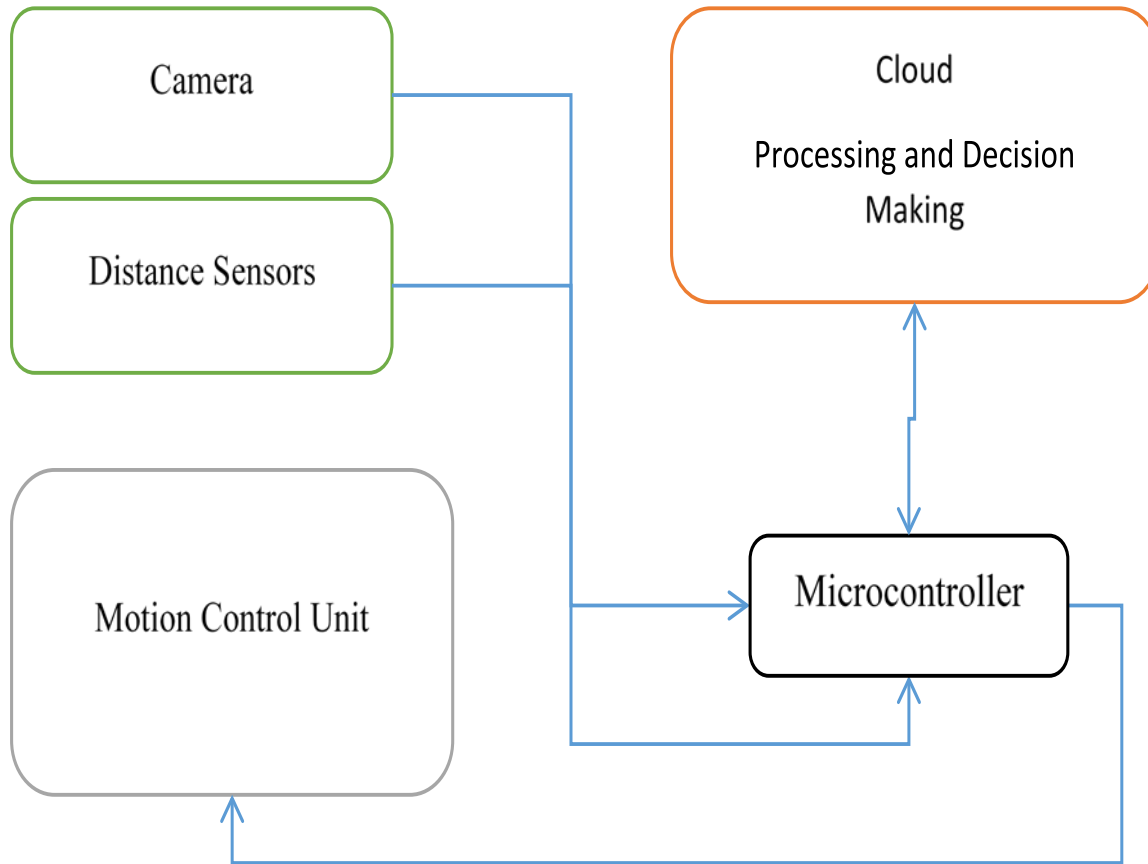 Camera
Cloud
Processing and Decision
Making
Distance Sensors
Motion Control Unit
Microcontroller